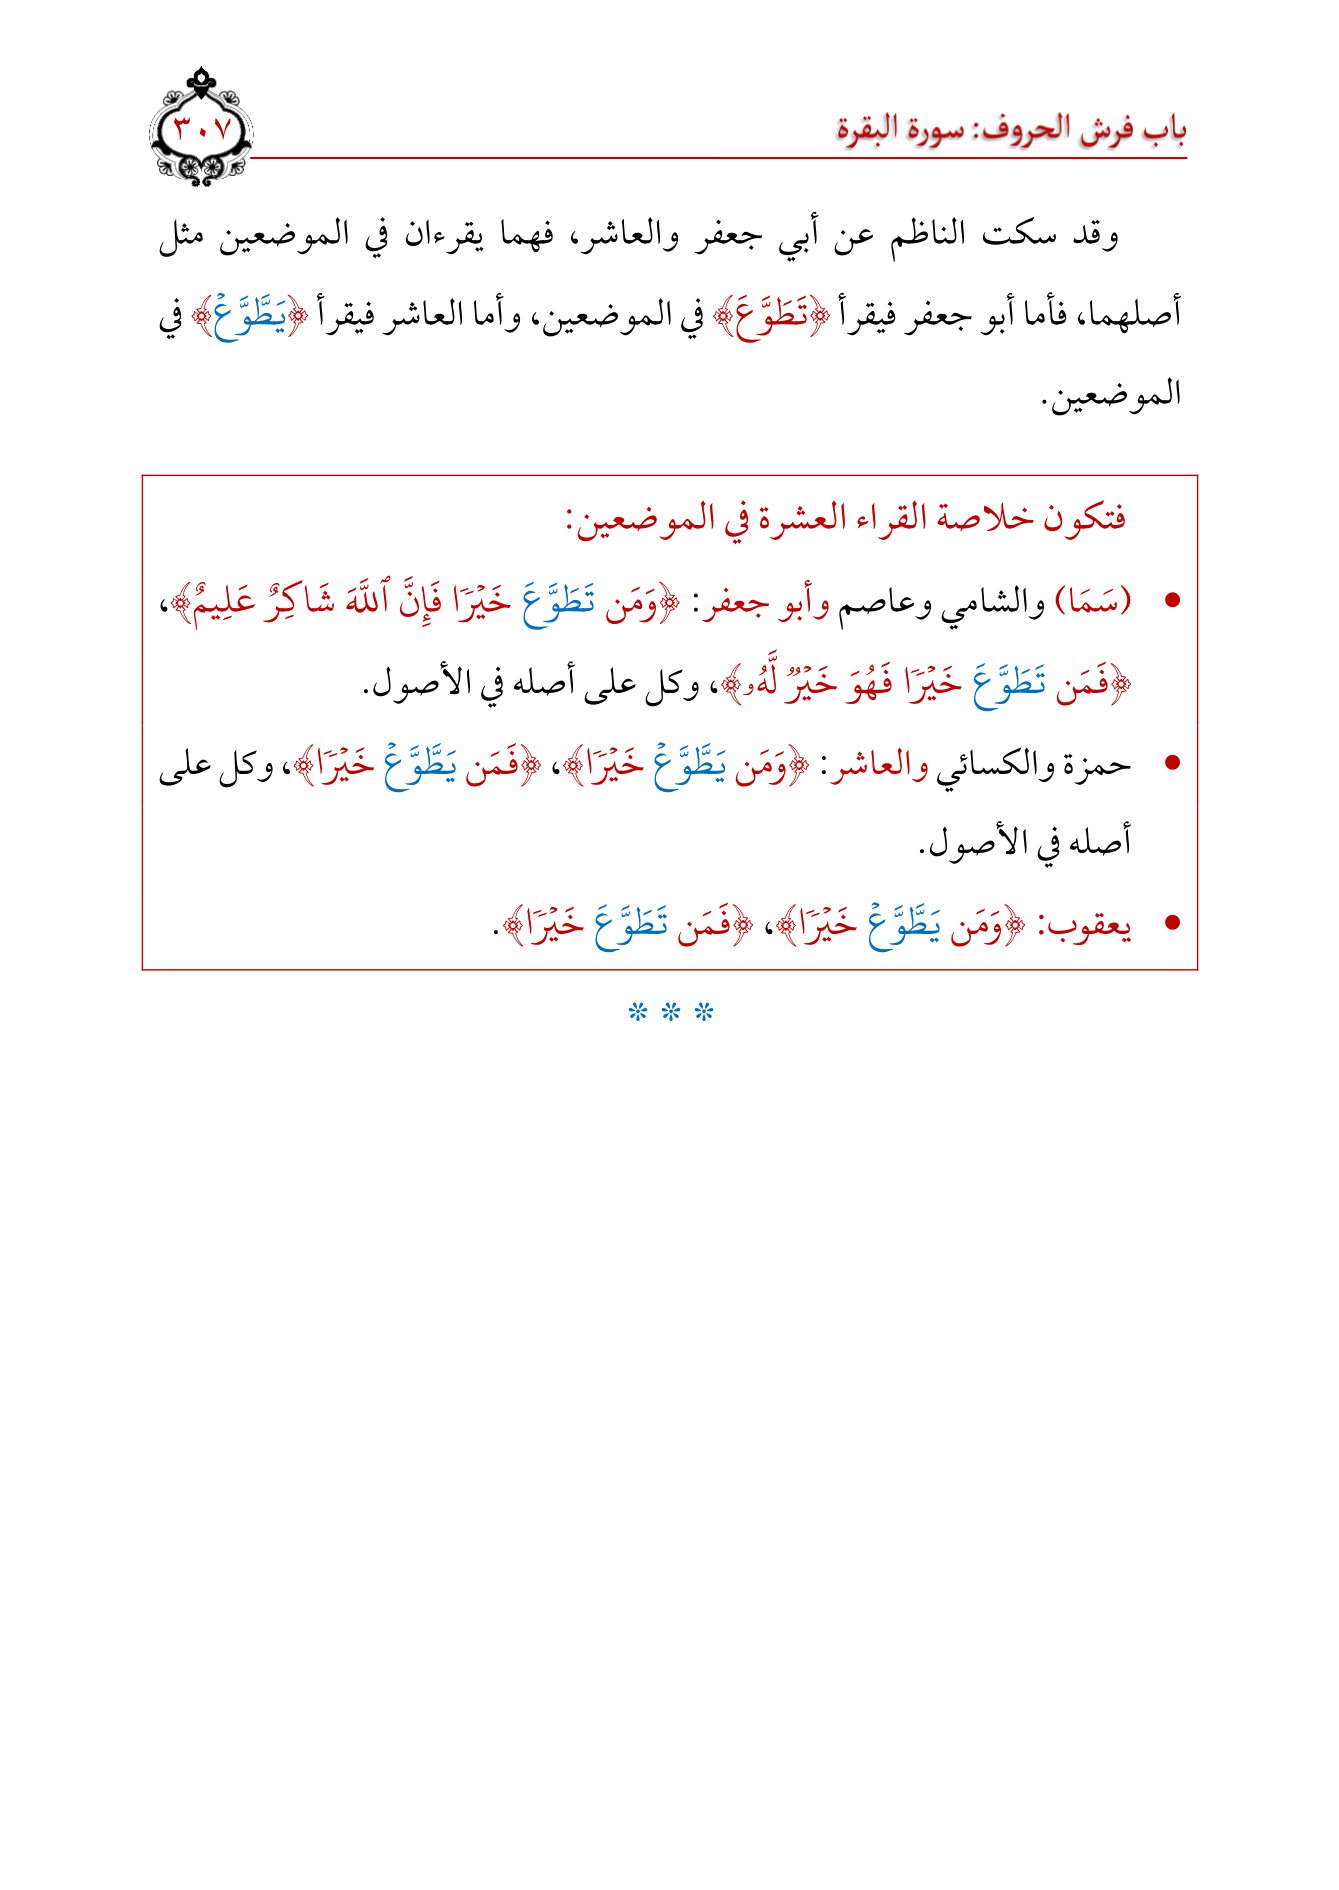 باب فرش الحروف: سورة البقرة
٣٠٧
وقد سكت الناظم عن أبي جعفر والعاشر، فهما يقرءان في الموضعين مثل
أصلهما، فأما أبو جعفر فيقرأ ﴿تَطَوَّعَ﴾ في الموضعين، وأما العاشر فيقرأ ﴿يَطَّوَّعۡ﴾ في
الموضعين.
فتكون خلاصة القراء العشرة في الموضعين:
• (سَمَا) والشامي وعاصم وأبو جعفر: ﴿وَمَن تَطَوَّعَ خَيۡرٗا فَإِنَّ ٱللَّهَ شَاكِرٌ عَلِيمٌ﴾،
﴿فَمَن تَطَوَّعَ خَيۡرٗا فَهُوَ خَيۡرٞ لَّهُۥ﴾، وكل على أصله في الأصول.
• حمزة والكسائي والعاشر: ﴿وَمَن يَطَّوَّعۡ خَيۡرٗا﴾، ﴿فَمَن يَطَّوَّعۡ خَيۡرٗا﴾، وكل على
أصله في الأصول.
• يعقوب: ﴿وَمَن يَطَّوَّعۡ خَيۡرٗا﴾، ﴿فَمَن تَطَوَّعَ خَيۡرٗا﴾.
* * *